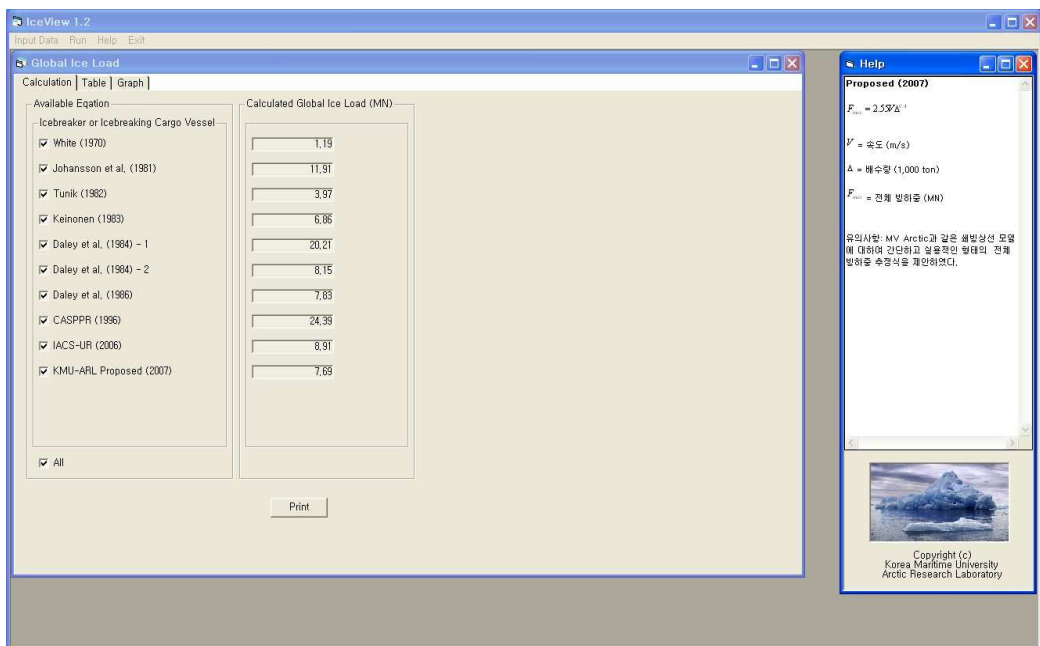 IceView 1.2
Input Data Run Help Exit
Global Ice Load
Calculation Table Graph
Available Eqation
Icebreaker or Icebreaking Cargo Vessel
White (1970)
Johansson et al, (1981)
Tunik (1982)
Keinonen (1983)
Daley et al, (1984) - 1
Daley et al, (1984) - 2
Daley et al, (1986)
CASPPR (1996)
IACS-UR (2006)
KMU-ARL Proposed (2007)
All
Calculated Global Ice Load (MN)
1,19
11,91
3,97
6,86
20,21
8,15
7,83
24,39
8,91
7,69
Print
Help
Proposed (2007)
V = 속도 (m/s)
Δ = 배수량 (1,000 ton)
= 전체 빙하중 (MN)
유의사항: MV Arctic과 같은 쇄빙상선 모델
에 대하여 간단하고 실용적인 형태의 전체
빙하중 추정식을 제안하였다.
Copyright (c)
Korea Maritime University
Arctic Research Laboratory